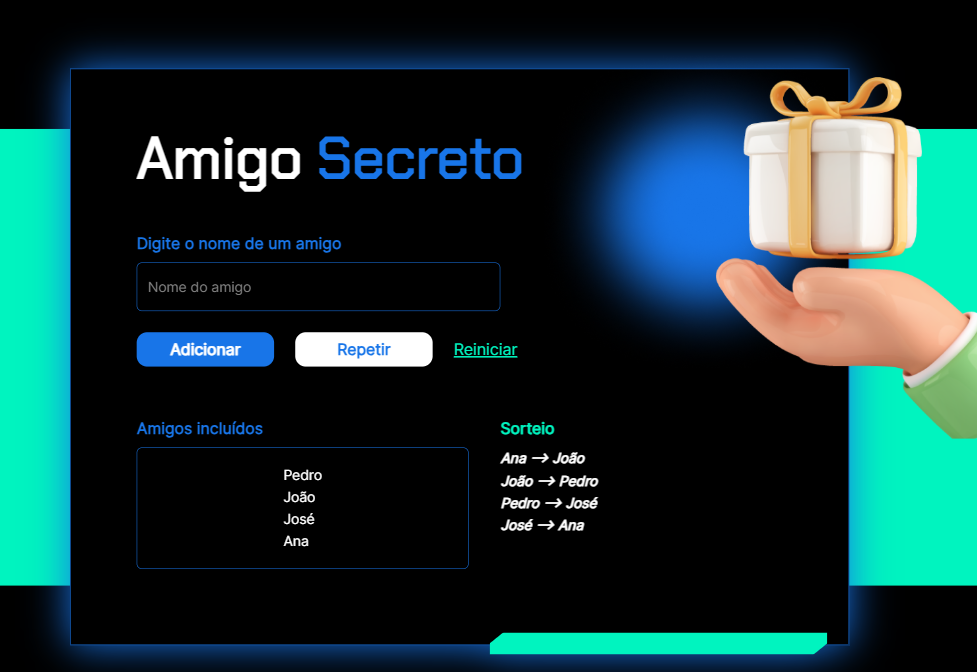 Amigo Secreto
Digite o nome de um amigo
Nome do amigo
Adicionar
Repetir
Reiniciar
Amigos incluídos
Pedro
João
José
Ana
Sorteio
Ana → João
João → Pedro
Pedro → José
José → Ana